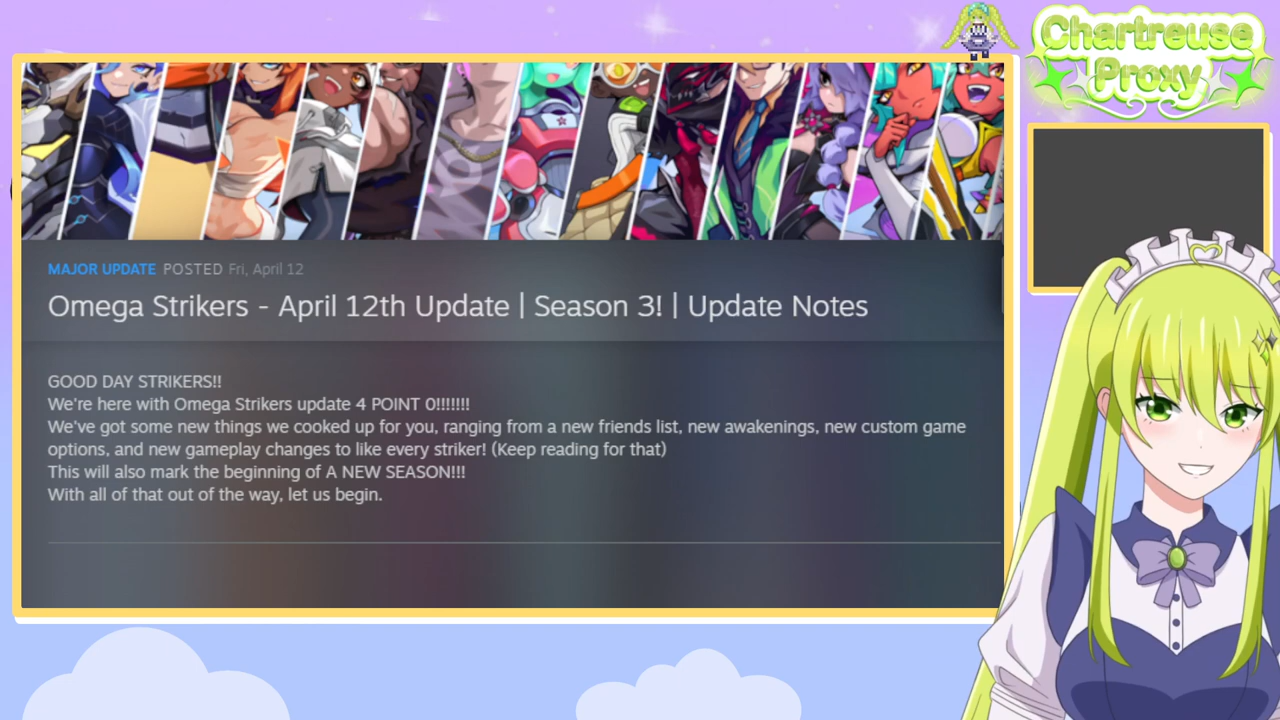 Chartreuse
Proxy
MAJOR UPDATE POSTED Fri, April 12
Omega Strikers - April 12th Update | Season 3! | Update Notes
GOOD DAY STRIKERS!!
We're here with Omega Strikers update 4 POINT 0!!!!!!!
We've got some new things we cooked up for you, ranging from a new friends list, new awakenings, new custom game
options, and new gameplay changes to like every striker! (Keep reading for that)
This will also mark the beginning of A NEW SEASON!!!
With all of that out of the way, let us begin.